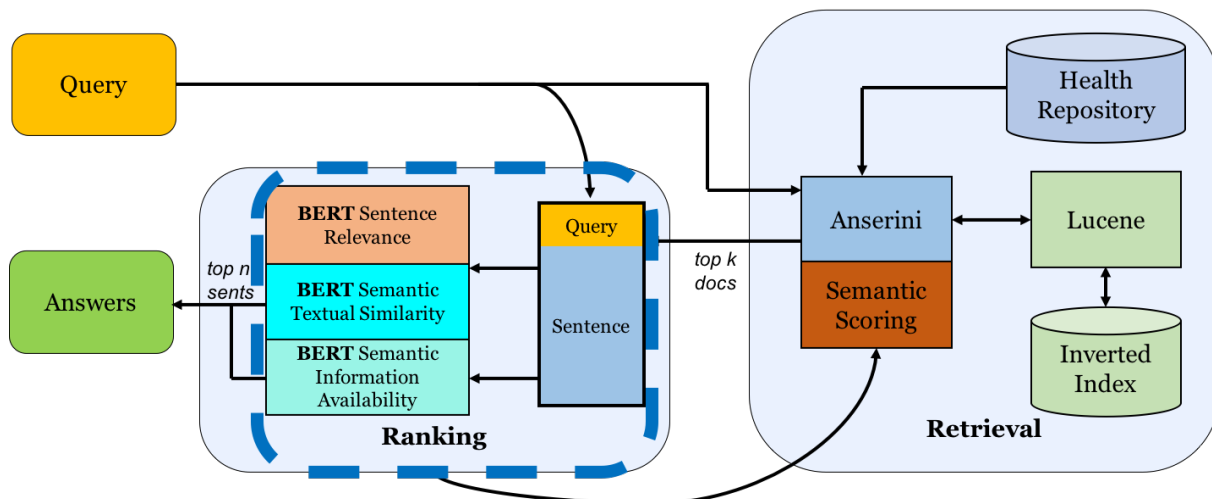 Query
Answers
top n
sents
BERT Sentence
Relevance
BERT Semantic
Textual Similarity
BERT Semantic
Information
Availability
Query
Sentence
Ranking
top k
docs
Health
Repository
Anserini
Semantic
Scoring
Lucene
Inverted
Index
Retrieval